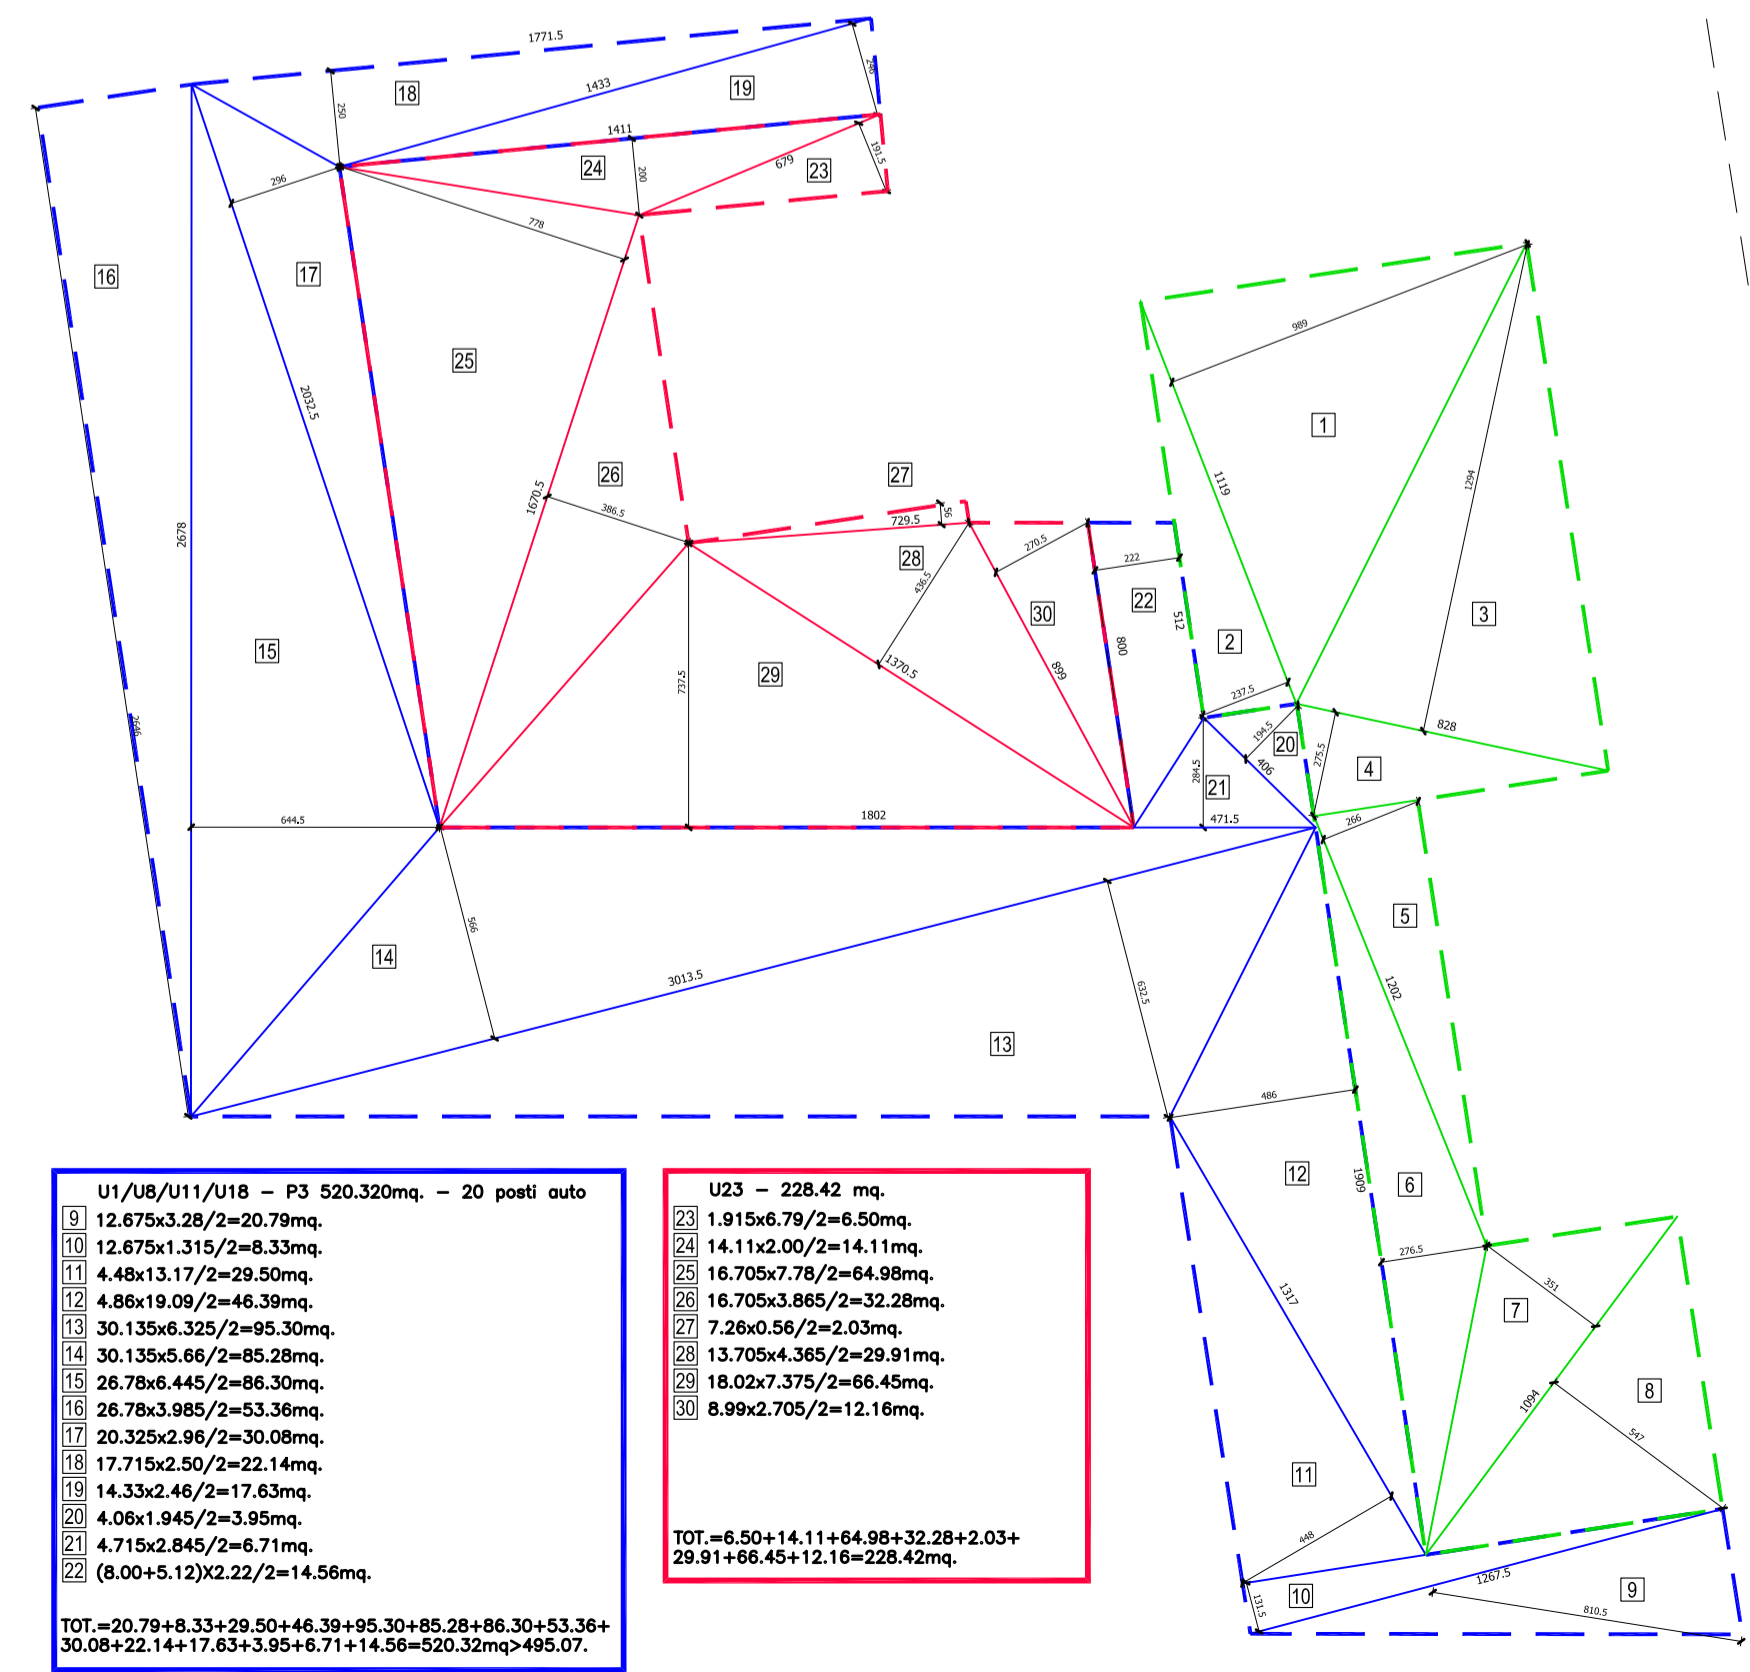 1771.5
18
1433
19
246
250
1411
24
200
679
23
191.5
296
778
16
17
25
2032.5
989
1
1119
1294
27
26
1670.5
386.5
56
729.5
28
270.5
222
2678
436.5
22
512
3
30
2
15
800
29
1370.5
899
737.5
237.5
2646
194.5
20
275.5
828
4
406
284.5
21
644.5
1802
471.5
266
5
566
14
3013.5
632.5
1202
13
486
12
1909
6
276.5
351
1317
7
1094
8
547
11
448
1267.5
10
131.5
9
810.5
U1/U8/U11/U18 - P3 520.320mq. - 20 posti auto
9 12.675x3.28/2=20.79mq.
10 12.675x1.315/2=8.33mq.
11 4.48x13.17/2=29.50mq.
12 4.86x19.09/2=46.39mq.
13 30.135x6.325/2=95.30mq.
14 30.135x5.66/2=85.28mq.
15 26.78x6.445/2=86.30mq.
16 26.78x3.985/2=53.36mq.
17 20.325x2.96/2=30.08mq.
18 17.715x2.50/2=22.14mq.
19 14.33x2.46/2=17.63mq.
20 4.06x1.945/2=3.95mq.
21 4.715x2.845/2=6.71mq.
22 (8.00+5.12)X2.22/2=14.56mq.
TOT.=20.79+8.33+29.50+46.39+95.30+85.28+86.30+53.36+
30.08+22.14+17.63+3.95+6.71+14.56=520.32mq>495.07.
U23 - 228.42 mq.
23 1.915x6.79/2=6.50mq.
24 14.11x2.00/2=14.11mq.
25 16.705x7.78/2=64.98mq.
26 16.705x3.865/2=32.28mq.
27 7.26x0.56/2=2.03mq.
28 13.705x4.365/2=29.91mq.
29 18.02x7.375/2=66.45mq.
30 8.99x2.705/2=12.16mq.
TOT.=6.50+14.11+64.98+32.28+2.03+
29.91+66.45+12.16=228.42mq.